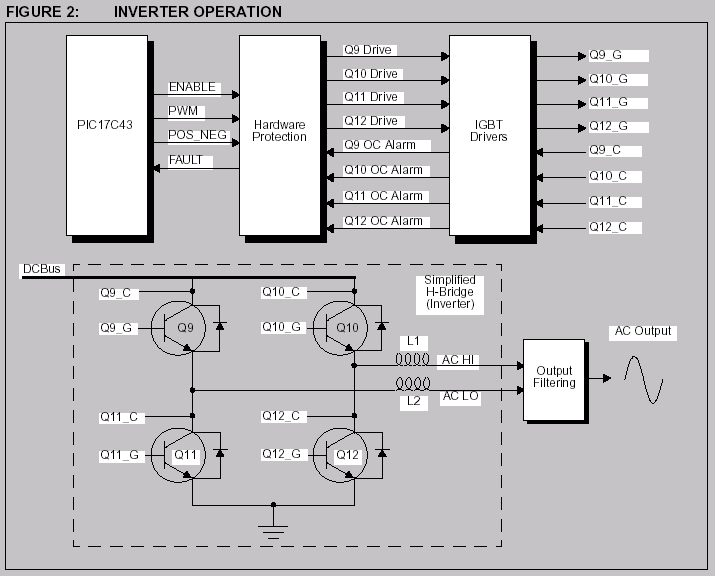 FIGURE 2: INVERTER OPERATION
PIC17C43
ENABLE
PWM
POS_NEG
FAULT
Hardware
Protection
Q9 Drive
Q10 Drive
Q11 Drive
Q12 Drive
Q9 OC Alarm
Q10 OC Alarm
Q11 OC Alarm
Q12 OC Alarm
IGBT
Drivers
Q9_G
Q10_G
Q11_G
Q12_G
Q9_C
Q10_C
Q11_C
Q12_C
DCBus
Q9_C
Q9_G
Q9
Q10_C
Q10_G
Q10
Simplified
H-Bridge
(Inverter)
L1
AC HI
L2
AC LO
Output
Filtering
AC Output
Q11_C
Q11_G
Q11
Q12_C
Q12_G
Q12